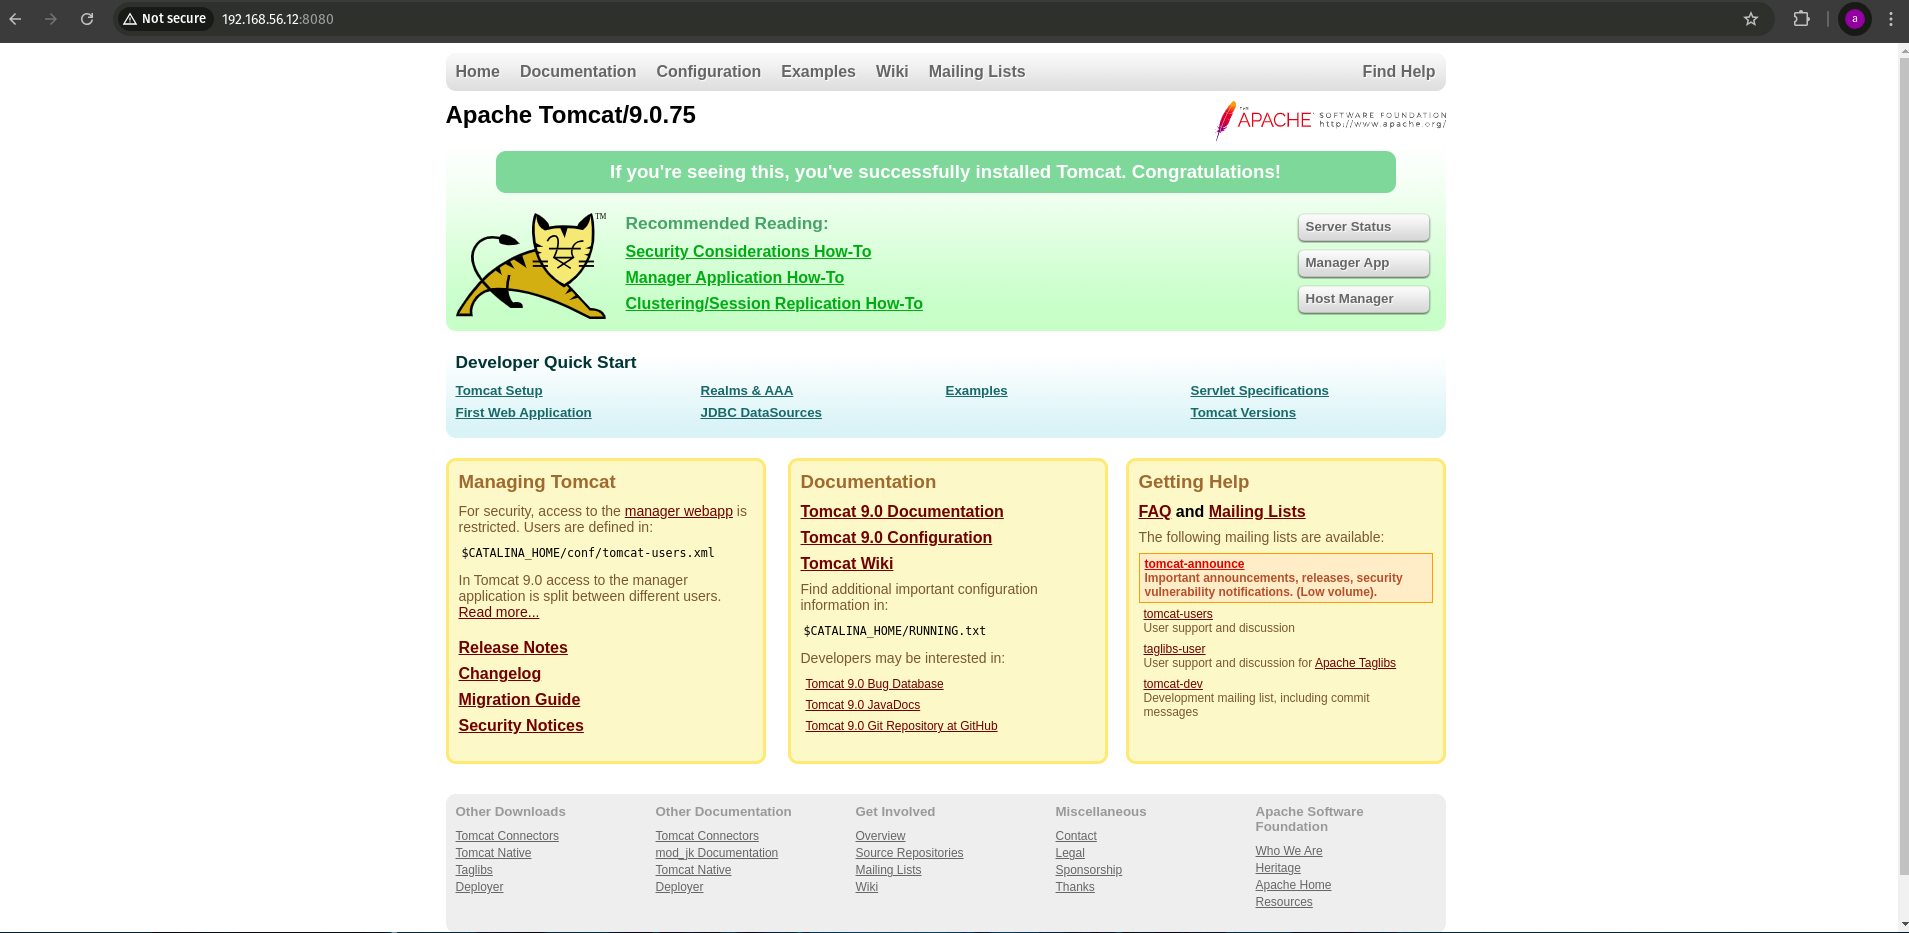 Not secure 192.168.56.12:8080
a
Home Documentation Configuration Examples Wiki Mailing Lists Find Help
Apache Tomcat/9.0.75
THE
APACHE SOFTWARE FOUNDATION
http://www.apache.org/
If you're seeing this, you've successfully installed Tomcat. Congratulations!
TM
Recommended Reading:
Security Considerations How-To
Manager Application How-To
Clustering/Session Replication How-To
Server Status
Manager App
Host Manager
Developer Quick Start
Tomcat Setup
First Web Application
Realms & AAA
JDBC DataSources
Examples
Servlet Specifications
Tomcat Versions
Managing Tomcat
For security, access to the manager webapp is
restricted. Users are defined in:
$CATALINA_HOME/conf/tomcat-users.xml
In Tomcat 9.0 access to the manager
application is split between different users.
Read more...
Release Notes
Changelog
Migration Guide
Security Notices
Documentation
Tomcat 9.0 Documentation
Tomcat 9.0 Configuration
Tomcat Wiki
Find additional important configuration
information in:
$CATALINA_HOME/RUNNING.txt
Developers may be interested in:
Tomcat 9.0 Bug Database
Tomcat 9.0 JavaDocs
Tomcat 9.0 Git Repository at GitHub
Getting Help
FAQ and Mailing Lists
The following mailing lists are available:
tomcat-announce
Important announcements, releases, security
vulnerability notifications. (Low volume).
tomcat-users
User support and discussion
taglibs-user
User support and discussion for Apache Taglibs
tomcat-dev
Development mailing list, including commit
messages
Other Downloads
Tomcat Connectors
Tomcat Native
Taglibs
Deployer
Other Documentation
Tomcat Connectors
mod_jk Documentation
Tomcat Native
Deployer
Get Involved
Overview
Source Repositories
Mailing Lists
Wiki
Miscellaneous
Contact
Legal
Sponsorship
Thanks
Apache Software
Foundation
Who We Are
Heritage
Apache Home
Resources